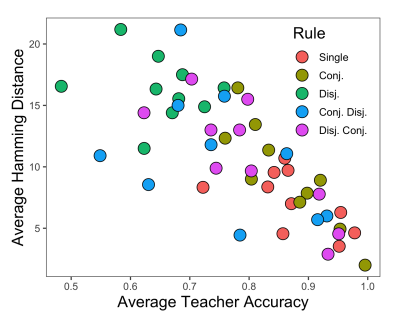 Rule
Single
Conj.
Disj.
Conj. Disj.
Disj. Conj.
Average Hamming Distance
20
15
10
5
0.5 0.6 0.7 0.8 0.9 1.0
Average Teacher Accuracy